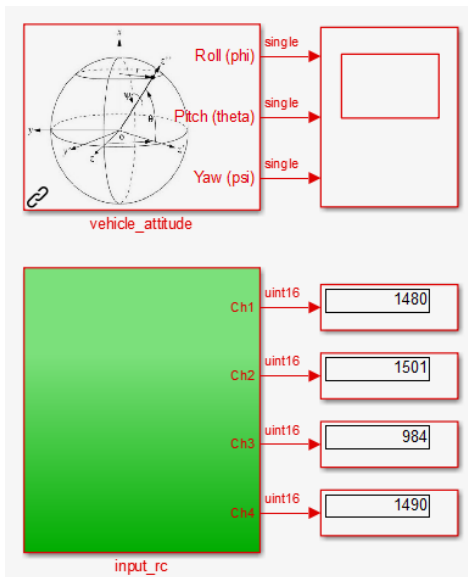 Roll (phi)
single
Pitch (theta)
single
Yaw (psi)
single
vehicle_attitude
Ch1
uint16
1480
Ch2
uint16
1501
Ch3
uint16
984
Ch4
uint16
1490
input_rc